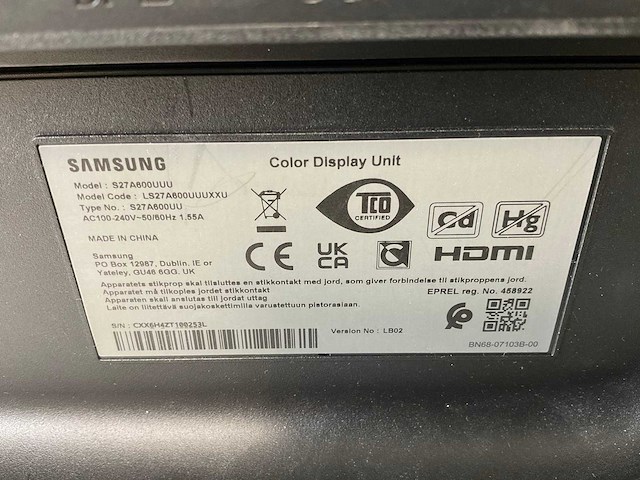 SAMSUNG
Color Display Unit
Model : S27A600UUU
Model Code : LS27A600UUUXXU
Type No. : S27A600UU
AC100-240V~50/60Hz 1.55A
MADE IN CHINA
Samsung
PO Box 12987, Dublin. IE or
Yateley, GU46 6GG. UK
TCO
CERTIFIED
Cd
Hg
CE
UK
CA
HDMI
Apparatets stikprop skal tilsluttes en stikkontakt med jord, som giver forbindelse til stikproppens jord.
Apparatet må tilkoples jordet stikkontakt
Apparaten skall anslutas till jordat uttag
Laite on liitettävä suojakoskettimilla varustettuun pistorasiaan.
EPREL reg. No. 458922
S/N : CXX6H4ZT100253L
Version No : LB02
BN68-07103B-00